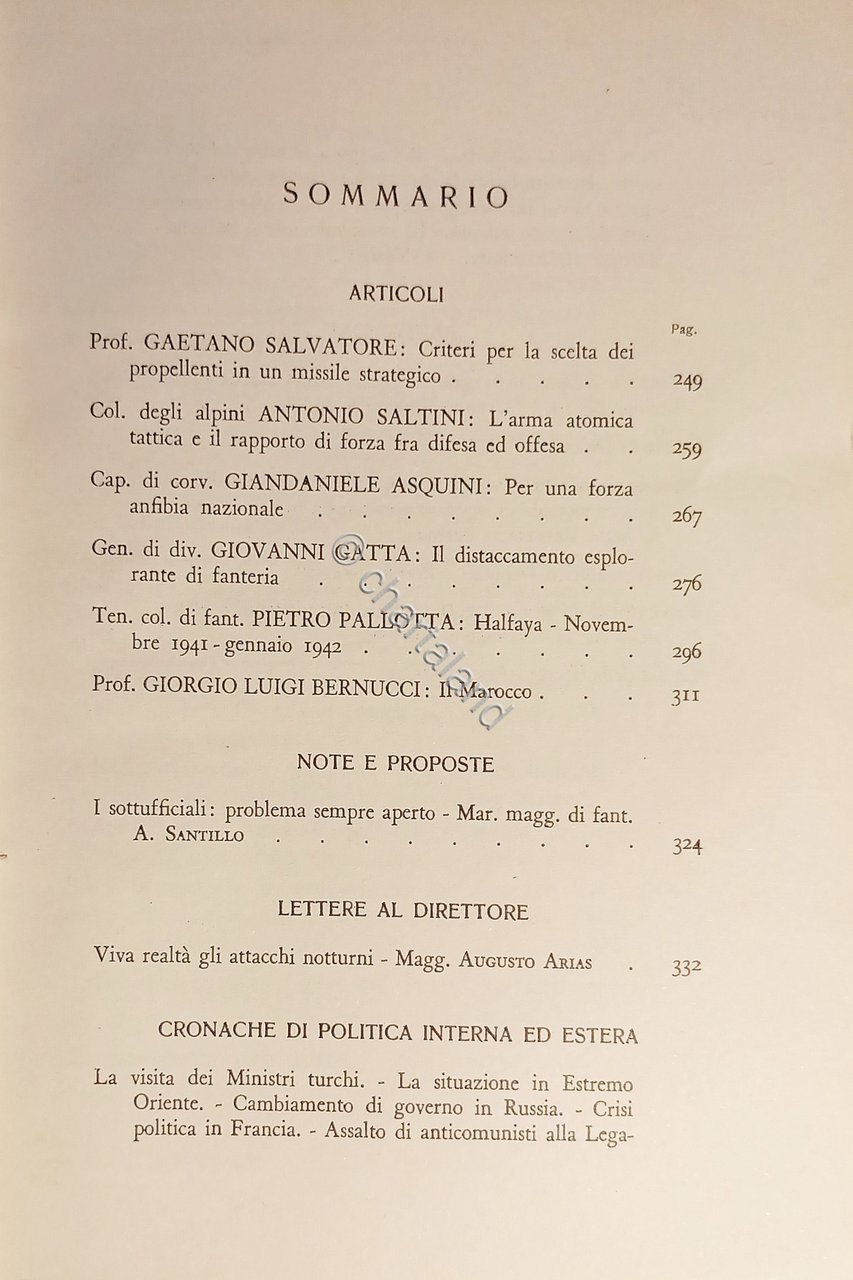 SOMMARIO
ARTICOLI
Pag.
Prof. GAETANO SALVATORE: Criteri per la scelta dei
propellenti in un missile strategico . . . . . 249
Col. degli alpini ANTONIO SALTINI: L'arma atomica
tattica e il rapporto di forza fra difesa ed offesa . . 259
Cap. di corv. GIANDANIELE ASQUINI: Per una forza
anfibia nazionale . . . . . . . . 267
Gen. di div. GIOVANNI GATTA: Il distaccamento esplo-
rante di fanteria . . . . . . . . 276
Ten. col. di fant. PIETRO PALLOTTA: Halfaya - Novem-
bre 1941 - gennaio 1942 . . . . . . . 296
Prof. GIORGIO LUIGI BERNUCCI: Il Marocco . . . 311
NOTE E PROPOSTE
I sottufficiali: problema sempre aperto - Mar. magg. di fant.
A. SANTILLO . . . . . . . . . 324
LETTERE AL DIRETTORE
Viva realtà gli attacchi notturni - Magg. AUGUSTO ARIAS . 332
CRONACHE DI POLITICA INTERNA ED ESTERA
La visita dei Ministri turchi. - La situazione in Estremo
Oriente. - Cambiamento di governo in Russia. - Crisi
politica in Francia. - Assalto di anticomunisti alla Lega-
@chartaland